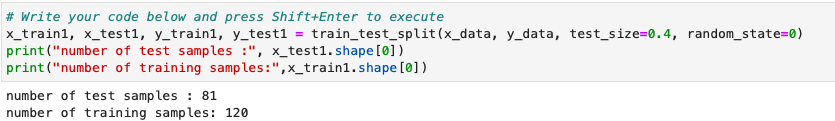 # Write your code below and press Shift+Enter to execute
x_train1, x_test1, y_train1, y_test1 = train_test_split(x_data, y_data, test_size=0.4, random_state=0)
print("number of test samples :", x_test1.shape[0])
print("number of training samples:",x_train1.shape[0])
number of test samples : 81
number of training samples: 120